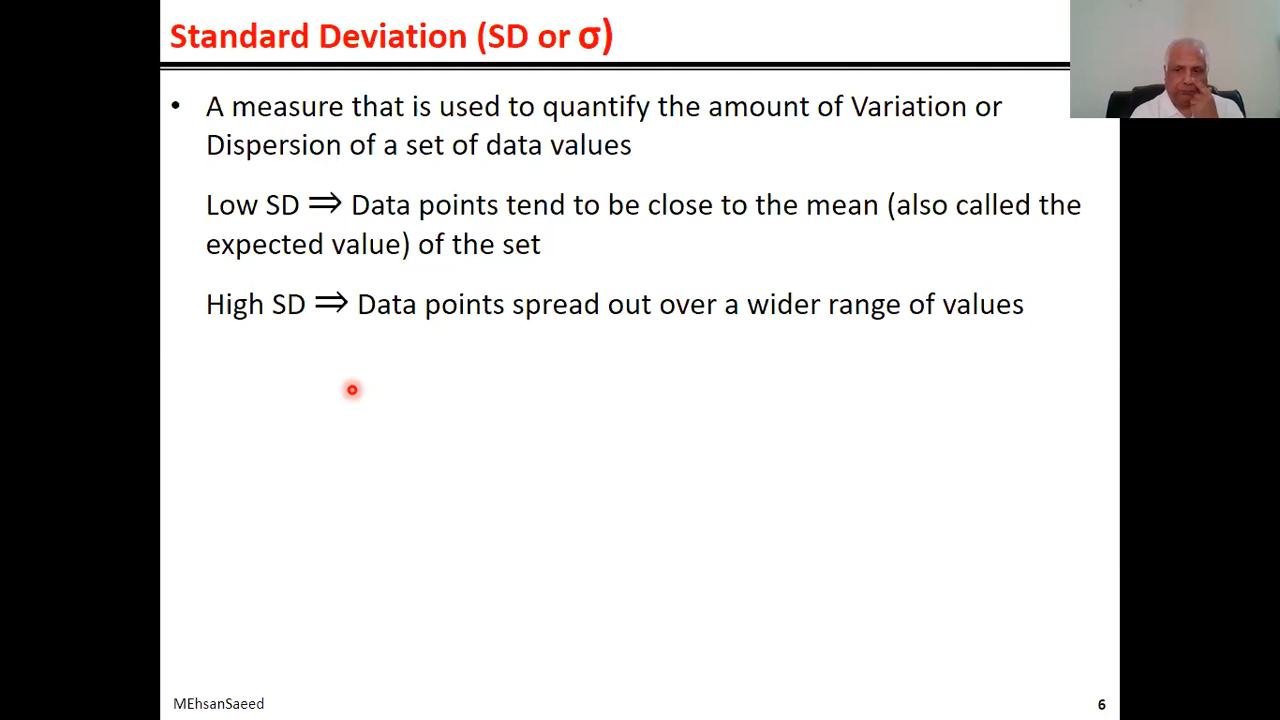 Standard Deviation (SD or σ)
• A measure that is used to quantify the amount of Variation or
Dispersion of a set of data values
Low SD ⇒ Data points tend to be close to the mean (also called the
expected value) of the set
High SD ⇒ Data points spread out over a wider range of values
MEhsanSaeed
6